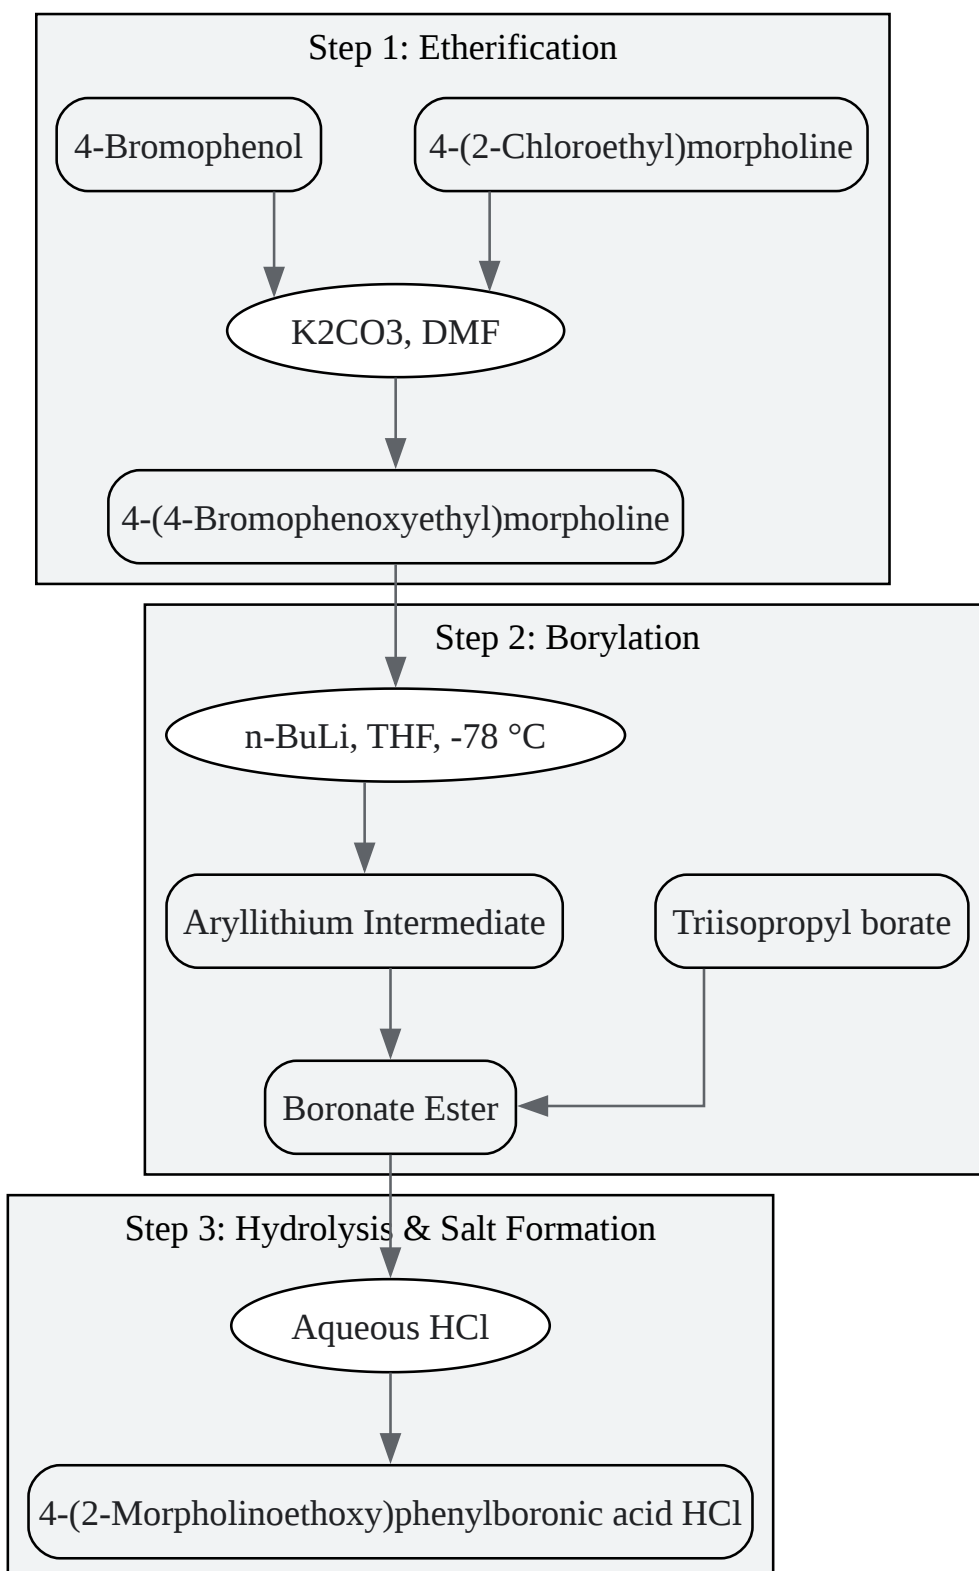 Step 1: Etherification
4-Bromophenol
4-(2-Chloroethyl)morpholine
K2CO3, DMF
4-(4-Bromophenoxyethyl)morpholine
Step 2: Borylation
n-BuLi, THF, -78 °C
Aryllithium Intermediate
Triisopropyl borate
Boronate Ester
Step 3: Hydrolysis & Salt Formation
Aqueous HCl
4-(2-Morpholinoethoxy)phenylboronic acid HCl